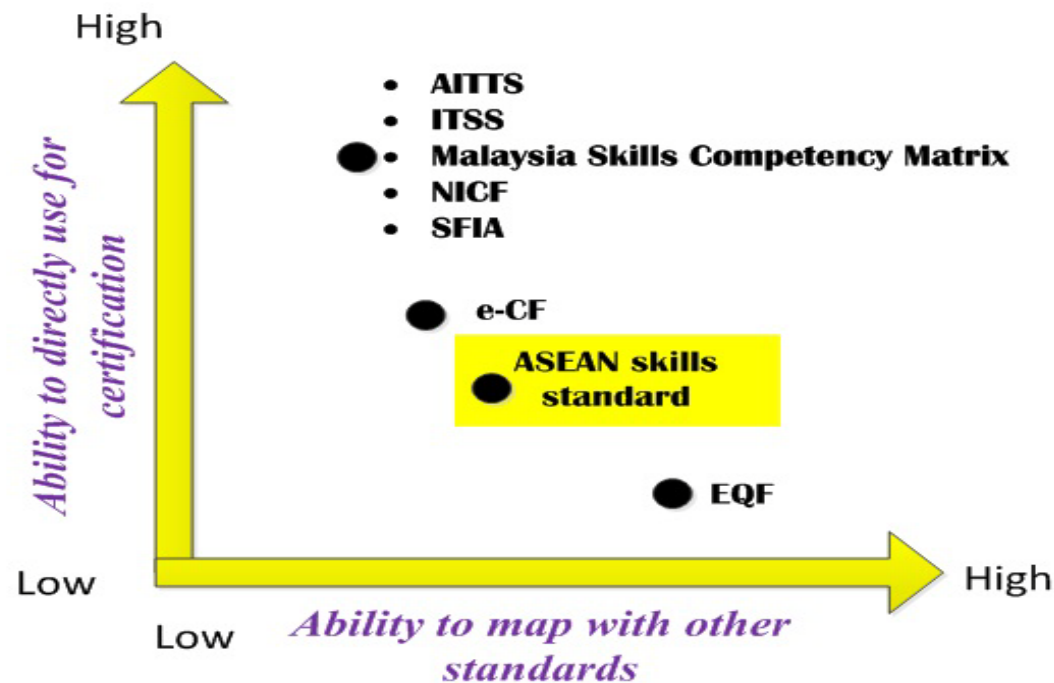 High
Ability to directly use for
certification
• AITTS
• ITSS
• Malaysia Skills Competency Matrix
• NICF
• SFIA
e-CF
ASEAN skills
standard
EQF
Low
High
Low
Ability to map with other
standards